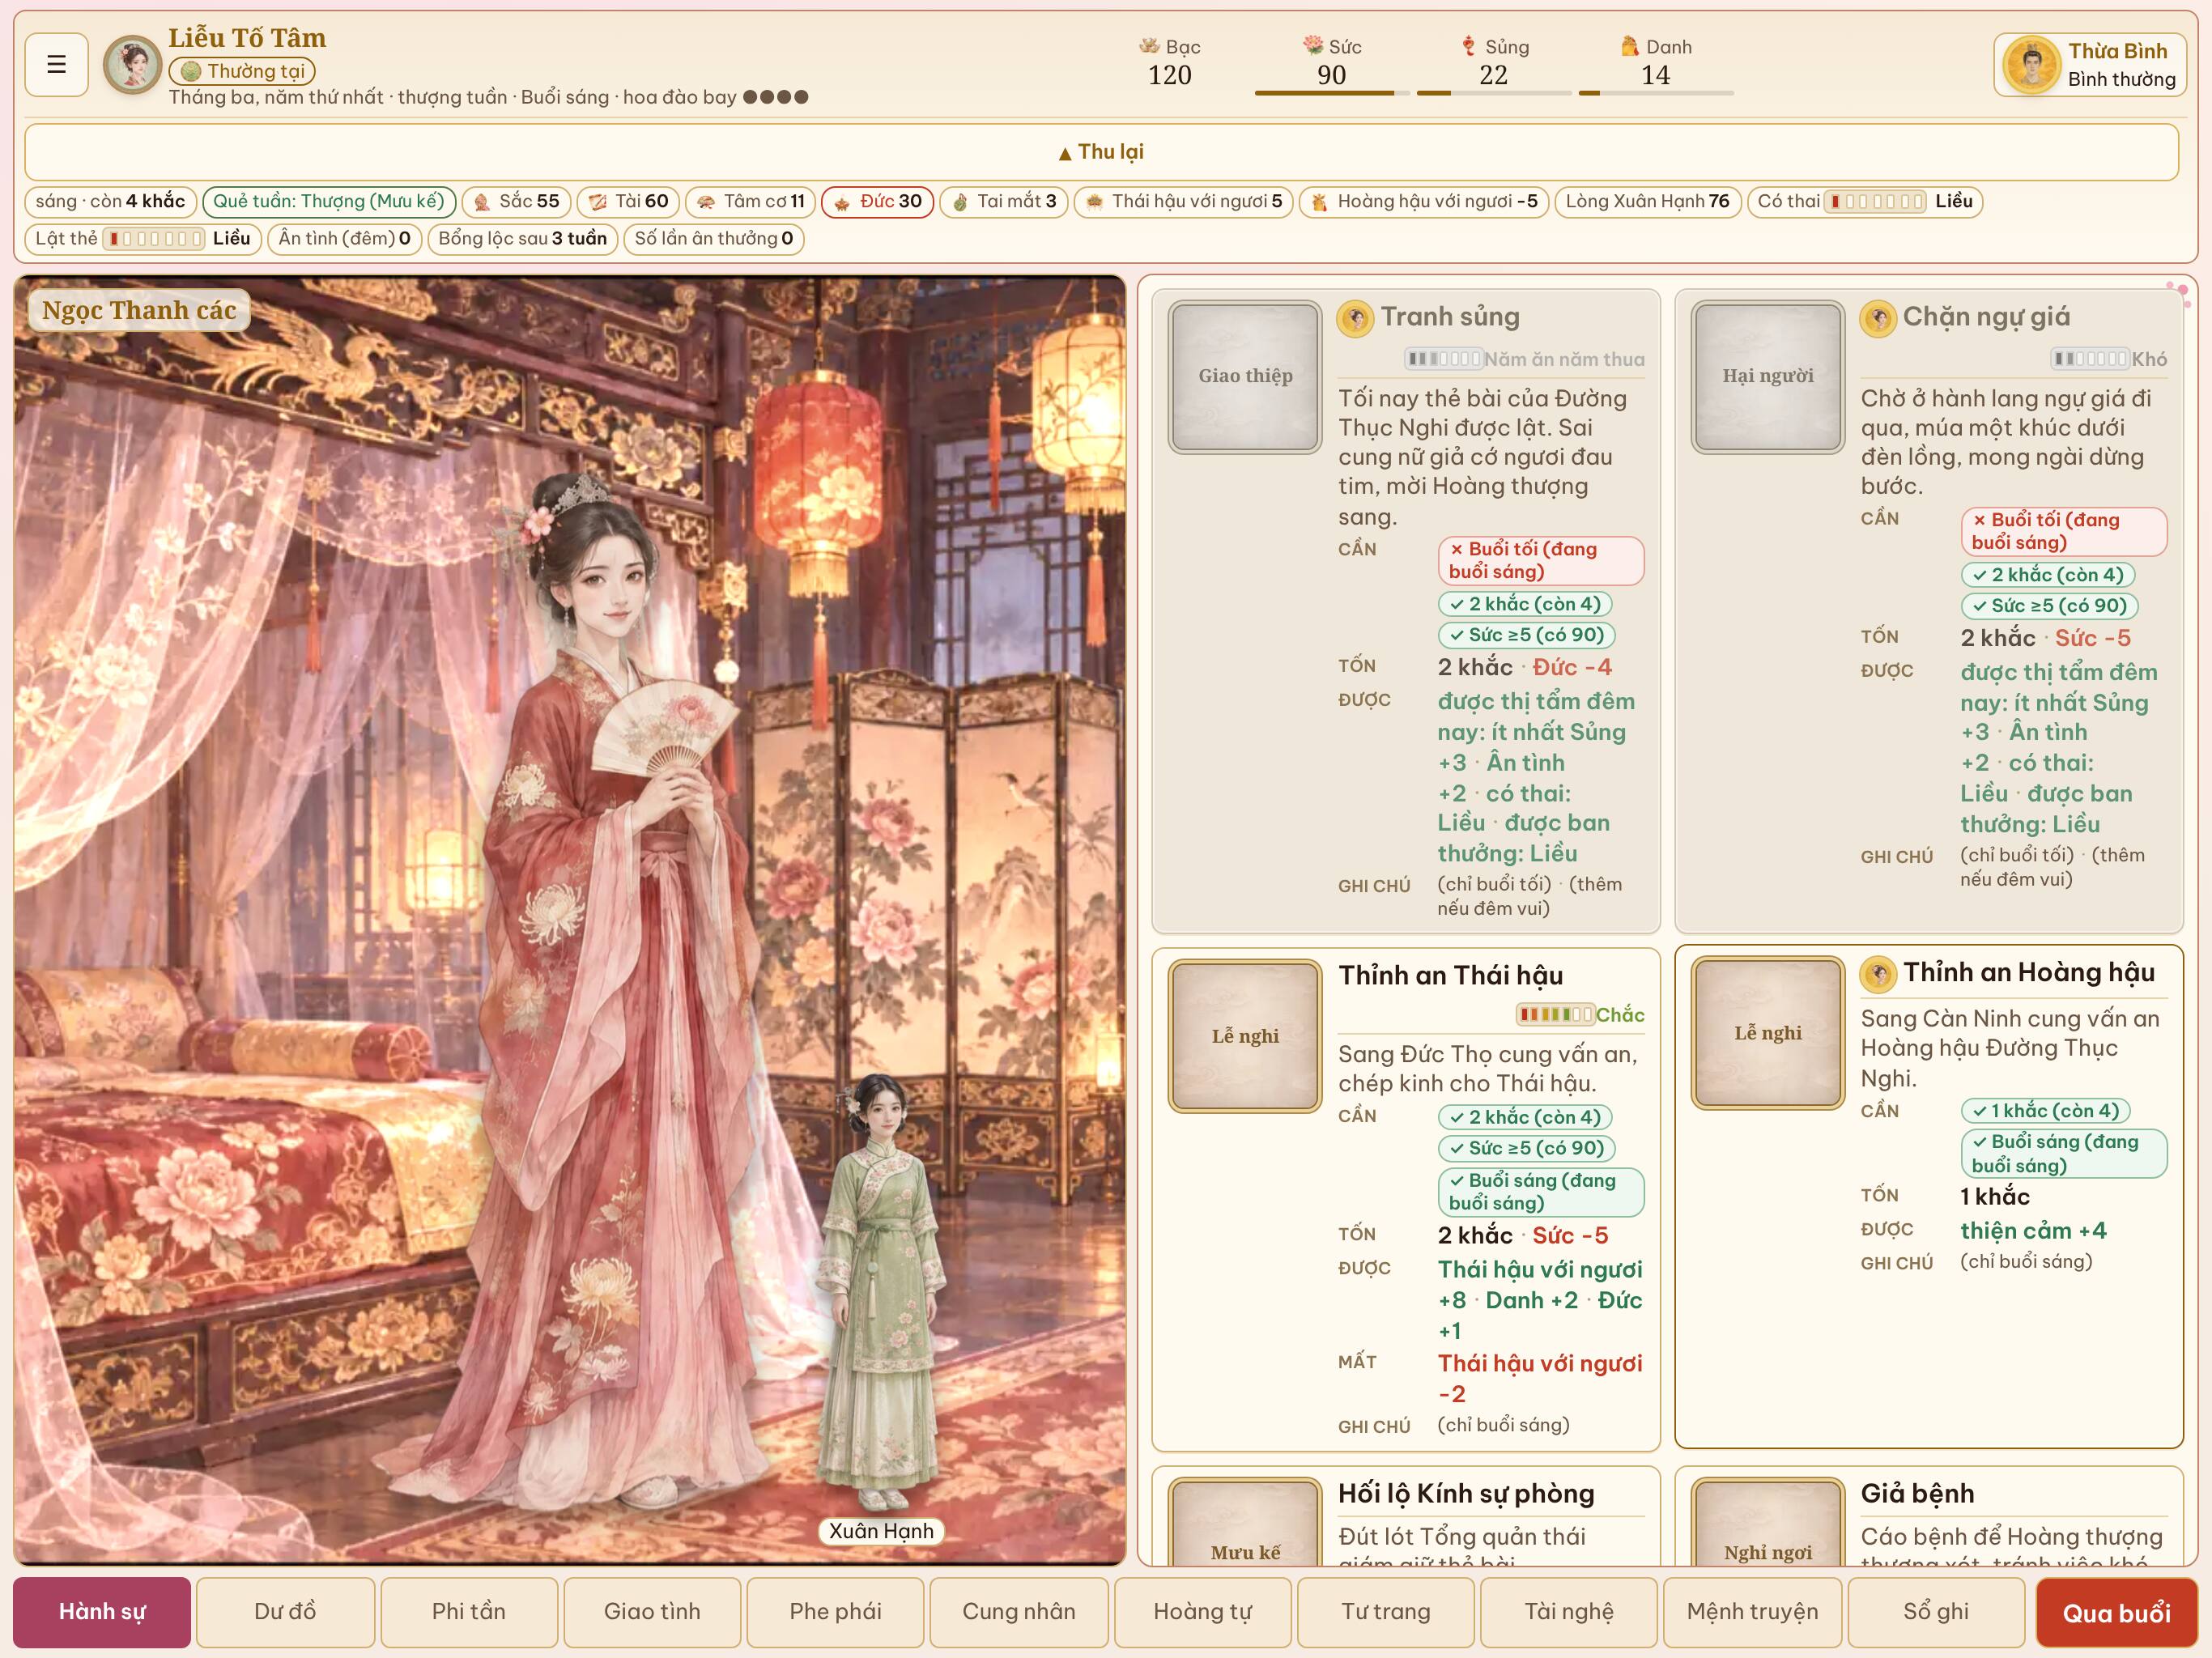 ☰
Liễu Tố Tâm
Thường tại
Tháng ba, năm thứ nhất · thượng tuần · Buổi sáng · hoa đào bay ●●●●
Bạc
120
Sức
90
Sủng
22
Danh
14
Thừa Bình
Bình thường
▲ Thu lại
sáng · còn 4 khắc
Quẻ tuần: Thượng (Mưu kế)
Sắc 55
Tài 60
Tâm cơ 11
Đức 30
Tai mắt 3
Thái hậu với ngươi 5
Hoàng hậu với ngươi -5
Lòng Xuân Hạnh 76
Có thai Liều
Lật thẻ Liều
Ân tình (đêm) 0
Bổng lộc sau 3 tuần
Số lần ân thưởng 0
Ngọc Thanh các
Xuân Hạnh
Giao thiệp
Tranh sủng
Năm ăn năm thua
Tối nay thẻ bài của Đường
Thục Nghi được lật. Sai
cung nữ giả cớ ngươi đau
tim, mời Hoàng thượng
sang.
CẦN
× Buổi tối (đang
buổi sáng)
✓ 2 khắc (còn 4)
✓ Sức ≥5 (có 90)
TỐN
2 khắc · Đức -4
ĐƯỢC
được thị tẩm đêm
nay: ít nhất Sủng
+3 · Ân tình
+2 · có thai:
Liều · được ban
thưởng: Liều
GHI CHÚ
(chỉ buổi tối) · (thêm
nếu đêm vui)
Hại người
Chặn ngự giá
Khó
Chờ ở hành lang ngự giá đi
qua, múa một khúc dưới
đèn lồng, mong ngài dừng
bước.
CẦN
× Buổi tối (đang
buổi sáng)
✓ 2 khắc (còn 4)
✓ Sức ≥5 (có 90)
TỐN
2 khắc · Sức -5
ĐƯỢC
được thị tẩm đêm
nay: ít nhất Sủng
+3 · Ân tình
+2 · có thai:
Liều · được ban
thưởng: Liều
GHI CHÚ
(chỉ buổi tối) · (thêm
nếu đêm vui)
Lễ nghi
Thỉnh an Thái hậu
Chắc
Sang Đức Thọ cung vấn an,
chép kinh cho Thái hậu.
CẦN
✓ 2 khắc (còn 4)
✓ Sức ≥5 (có 90)
✓ Buổi sáng (đang
buổi sáng)
TỐN
2 khắc · Sức -5
ĐƯỢC
Thái hậu với ngươi
+8 · Danh +2 · Đức
+1
MẤT
Thái hậu với ngươi
-2
GHI CHÚ
(chỉ buổi sáng)
Lễ nghi
Thỉnh an Hoàng hậu
Sang Càn Ninh cung vấn an
Hoàng hậu Đường Thục
Nghi.
CẦN
✓ 1 khắc (còn 4)
✓ Buổi sáng (đang
buổi sáng)
TỐN
1 khắc
ĐƯỢC
thiện cảm +4
GHI CHÚ
(chỉ buổi sáng)
Mưu kế
Hối lộ Kính sự phòng
Đút lót Tổng quản thái
giám giữ thẻ bài
Nghỉ ngơi
Giả bệnh
Cáo bệnh để Hoàng thượng
thương xót, tránh việc khó
Hành sự
Dư đồ
Phi tần
Giao tình
Phe phái
Cung nhân
Hoàng tự
Tư trang
Tài nghệ
Mệnh truyện
Sổ ghi
Qua buổi